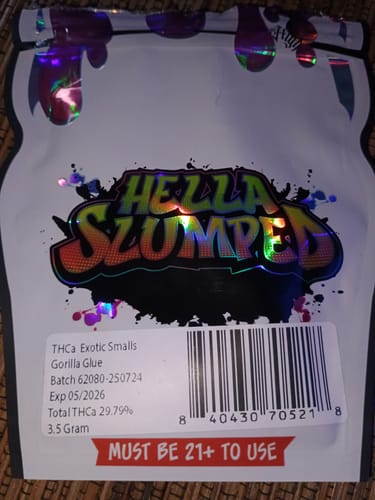 HELLA
SLUMPED
THCa Exotic Smalls
Gorilla Glue
Batch 62080-250724
Exp 05/2026
Total THCa 29.79%
3.5 Gram
8 40430 70521 8
MUST BE 21+ TO USE